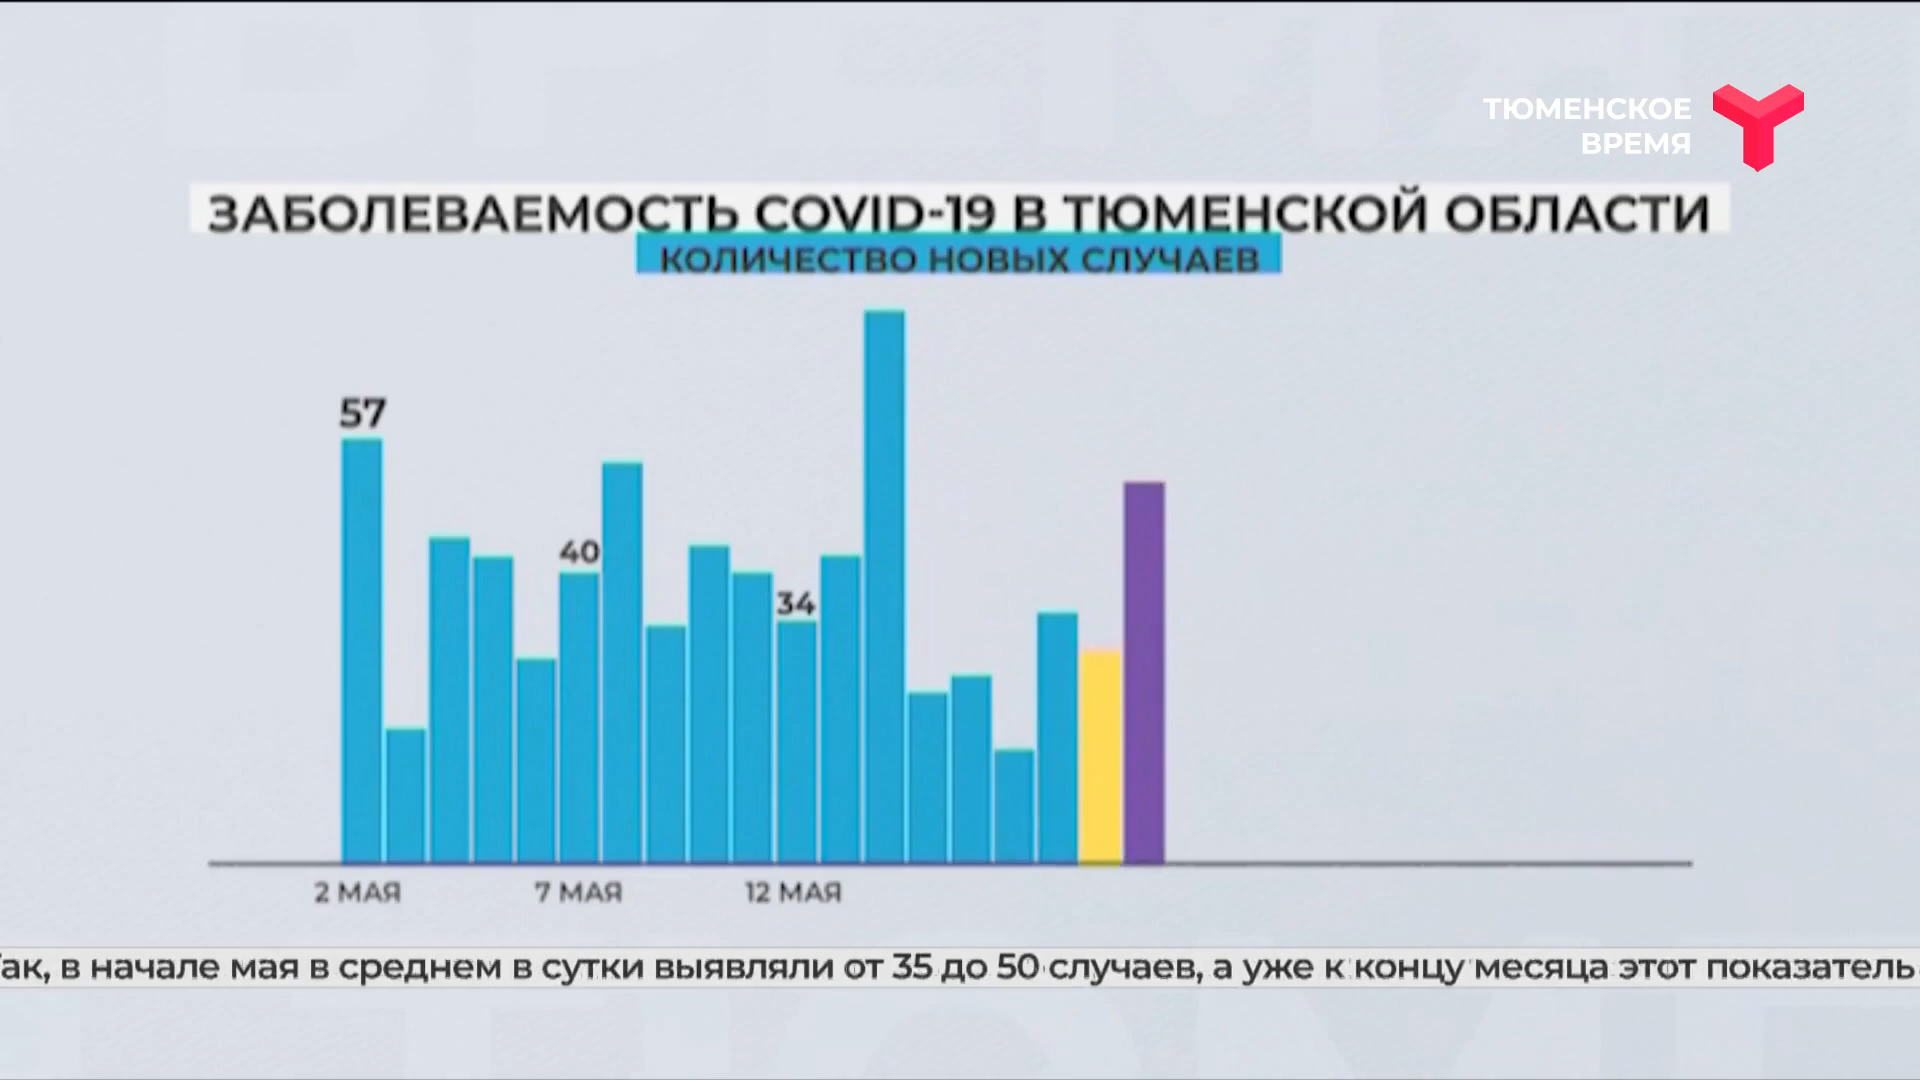 ТЮМЕНСКОЕ
ВРЕМЯ
ЗАБОЛЕВАЕМОСТЬ COVID-19 В ТЮМЕНСКОЙ ОБЛАСТИ
КОЛИЧЕСТВО НОВЫХ СЛУЧАЕВ
57
40
34
2 МАЯ 7 МАЯ 12 МАЯ
Так, в начале мая в среднем в сутки выявляли от 35 до 50 случаев, а уже к концу месяца этот показатель